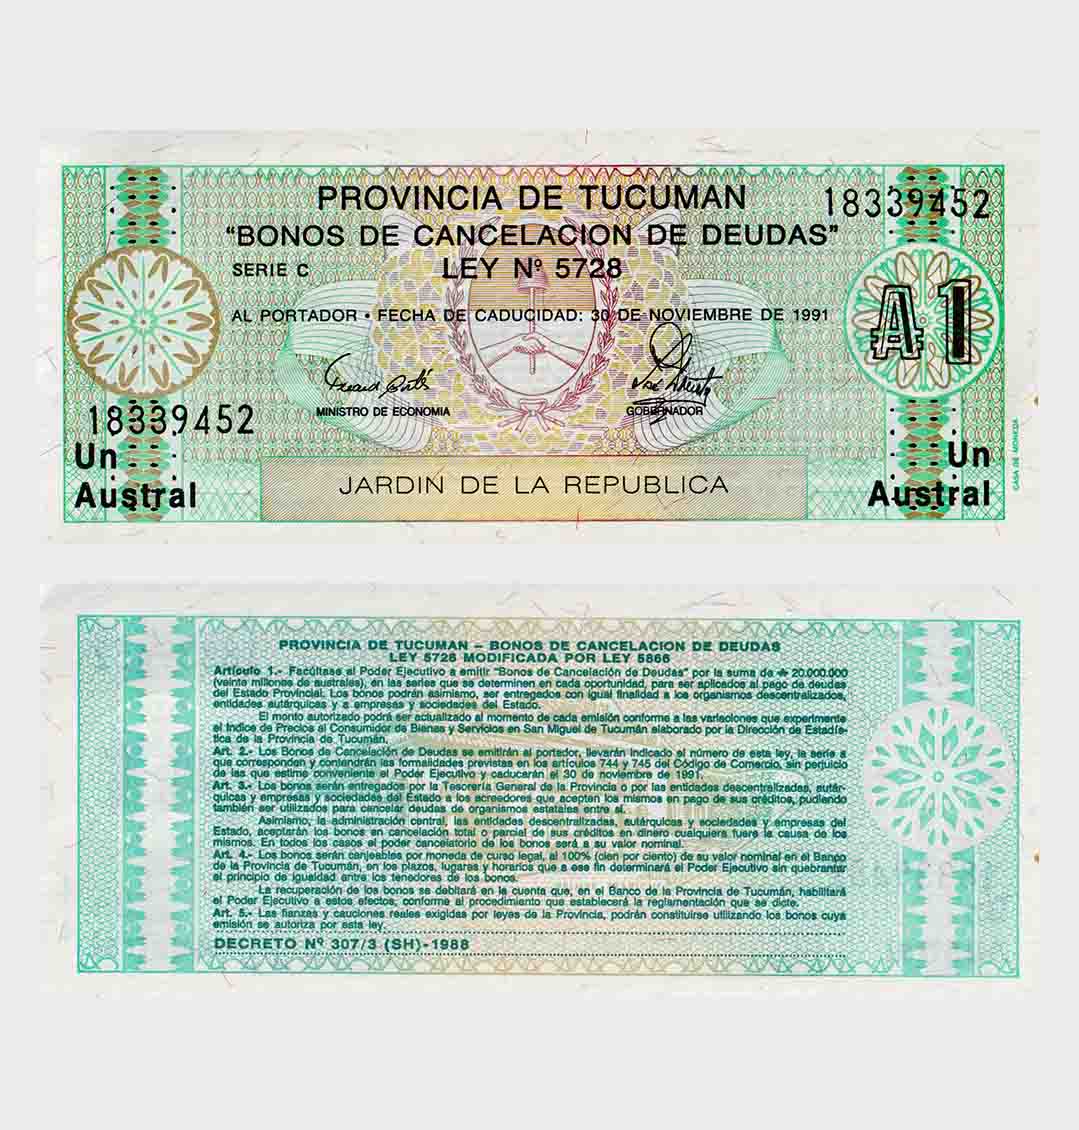 PROVINCIA DE TUCUMAN
18339452
“BONOS DE CANCELACION DE DEUDAS”
SERIE C
LEY Nº 5728
AL PORTADOR • FECHA DE CADUCIDAD: 30 DE NOVIEMBRE DE 1991
₳ 1
MINISTRO DE ECONOMIA
GOBERNADOR
18339452
Un
Austral
Un
Austral
JARDIN DE LA REPUBLICA
CASA DE MONEDA
PROVINCIA DE TUCUMAN – BONOS DE CANCELACION DE DEUDAS
LEY 5728 MODIFICADA POR LEY 5866
Artículo 1.- Facúltase al Poder Ejecutivo a emitir “Bonos de Cancelación de Deudas” por la suma de ₳ 20.000.000
(veinte millones de australes), en las series que se determinen en cada oportunidad, para ser aplicados al pago de deudas
del Estado Provincial. Los bonos podrán asimismo, ser entregados con igual finalidad a los organismos descentralizados,
entidades autárquicas y a empresas y sociedades del Estado.
El monto autorizado podrá ser actualizado al momento de cada emisión conforme a las variaciones que experimente
el Indice de Precios al Consumidor de Bienes y Servicios en San Miguel de Tucumán elaborado por la Dirección de Estadís-
tica de la Provincia de Tucumán.
Art. 2.- Los Bonos de Cancelación de Deudas se emitirán al portador, llevarán indicado el número de esta ley, la serie a
que corresponden y contendrán las formalidades previstas en los artículos 744 y 745 del Código de Comercio, sin perjuicio
de las que estime conveniente el Poder Ejecutivo y caducarán el 30 de noviembre de 1991.
Art. 3.- Los bonos serán entregados por la Tesorería General de la Provincia o por las entidades descentralizadas, autár-
quicas y empresas y sociedades del Estado a los acreedores que acepten los mismos en pago de sus créditos, pudiendo
también ser utilizados para cancelar deudas de organismos estatales entre sí.
Asimismo, la administración central, las entidades descentralizadas, autárquicas y sociedades y empresas del
Estado, aceptarán los bonos en cancelación total o parcial de sus créditos en dinero cualquiera fuere la causa de los
mismos. En todos los casos el poder cancelatorio de los bonos será a su valor nominal.
Art. 4.- Los bonos serán canjeables por moneda de curso legal, al 100% (cien por ciento) de su valor nominal en el Banco
de la Provincia de Tucumán, en los plazos, lugares y horarios que a ese fin determinará el Poder Ejecutivo sin quebrantar
el principio de igualdad entre los tenedores de los bonos.
La recuperación de los bonos se debitará en la cuenta que, en el Banco de la Provincia de Tucumán, habilitará
el Poder Ejecutivo a estos efectos, conforme al procedimiento que establecerá la reglamentación que se dicte.
Art. 5.- Las fianzas y cauciones reales exigidas por leyes de la Provincia, podrán constituirse utilizando los bonos cuya
emisión se autoriza por esta ley.
DECRETO Nº 307/3 (SH)-1988